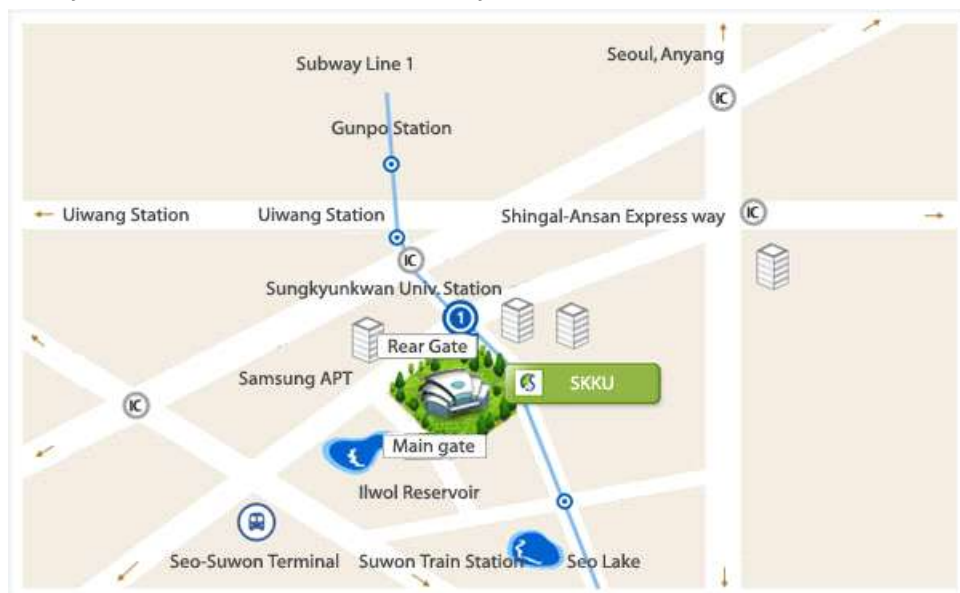 Subway Line 1
Seoul, Anyang
IC
Gunpo Station
Uiwang Station
Uiwang Station
Shingal-Ansan Express way
IC
IC
Sungkyunkwan Univ. Station
1
Rear Gate
Samsung APT
SKKU
IC
Main gate
Ilwol Reservoir
Seo-Suwon Terminal
Suwon Train Station
Seo Lake